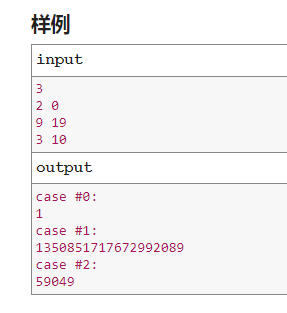 样例
input
3
2 0
9 19
3 10
output
case #0:
1
case #1:
1350851717672992089
case #2:
59049